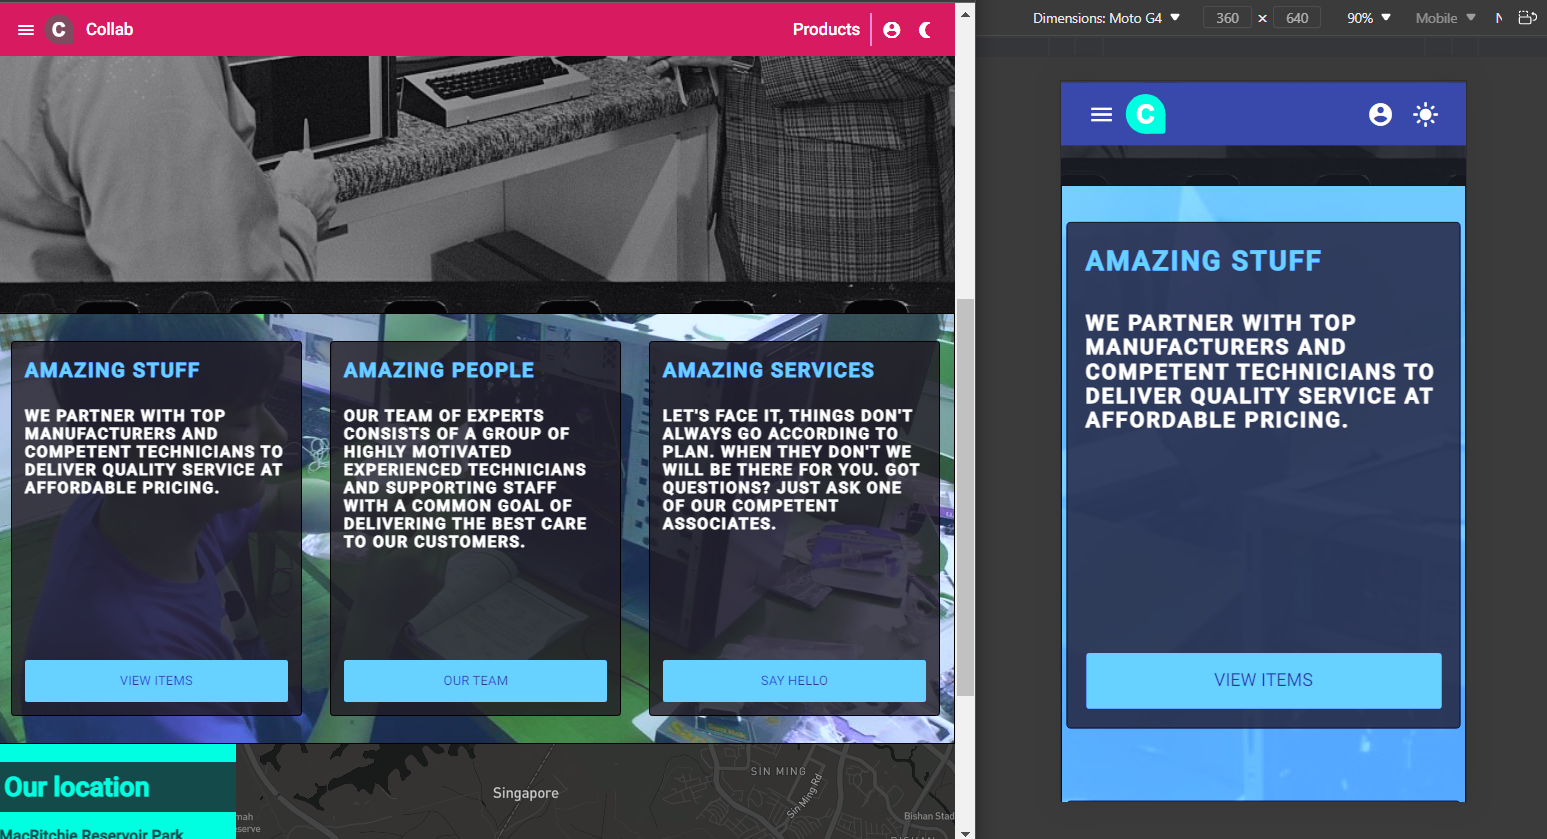 C
Collab
Products
AMAZING STUFF
WE PARTNER WITH TOP
MANUFACTURERS AND
COMPETENT TECHNICIANS TO
DELIVER QUALITY SERVICE AT
AFFORDABLE PRICING.
VIEW ITEMS
AMAZING PEOPLE
OUR TEAM OF EXPERTS
CONSISTS OF A GROUP OF
HIGHLY MOTIVATED
EXPERIENCED TECHNICIANS
AND SUPPORTING STAFF
WITH A COMMON GOAL OF
DELIVERING THE BEST CARE
TO OUR CUSTOMERS.
OUR TEAM
AMAZING SERVICES
LET'S FACE IT, THINGS DON'T
ALWAYS GO ACCORDING TO
PLAN. WHEN THEY DON'T WE
WILL BE THERE FOR YOU. GOT
QUESTIONS? JUST ASK ONE
OF OUR COMPETENT
ASSOCIATES.
SAY HELLO
Our location
MacRitchie Reservoir Park
Singapore
SIN MING
Sin Ming Rd
Bishan Stad
mah
serve
Dimensions: Moto G4
360 × 640
90%
Mobile
N
C
AMAZING STUFF
WE PARTNER WITH TOP
MANUFACTURERS AND
COMPETENT TECHNICIANS TO
DELIVER QUALITY SERVICE AT
AFFORDABLE PRICING.
VIEW ITEMS